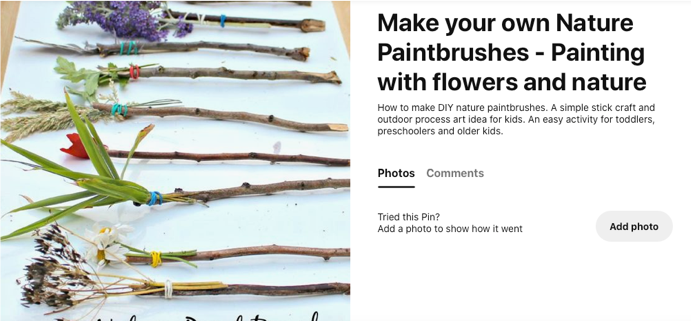 Make your own Nature
Paintbrushes - Painting
with flowers and nature
How to make DIY nature paintbrushes. A simple stick craft and
outdoor process art idea for kids. An easy activity for toddlers,
preschoolers and older kids.
Photos Comments
Tried this Pin?
Add a photo to show how it went
Add photo